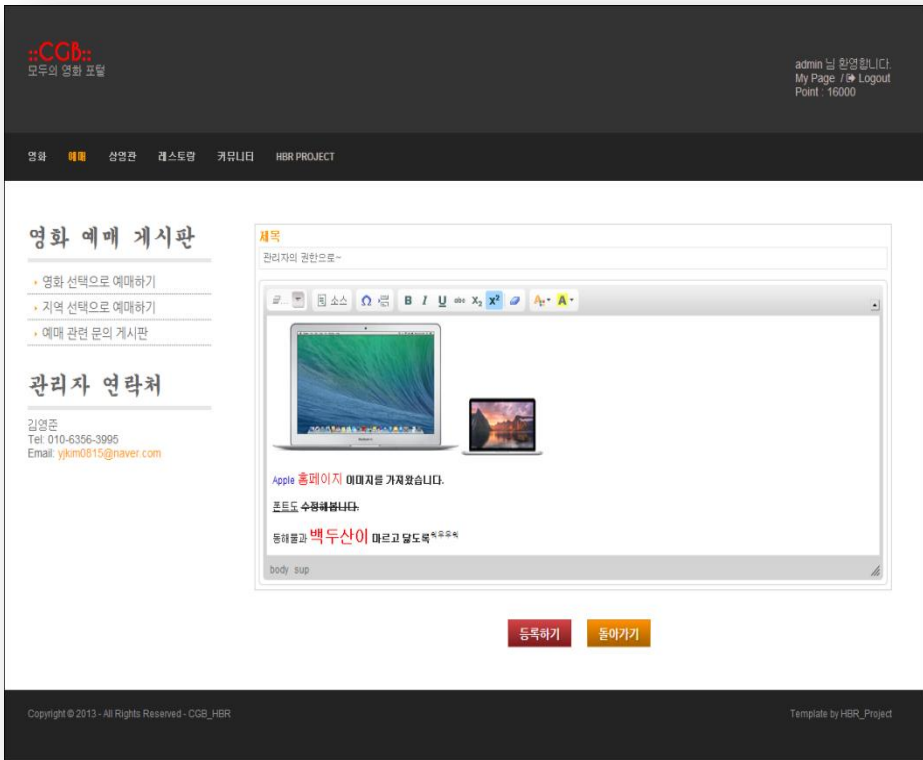 ::CGB::
모두의 영화 포털
admin 님 환영합니다.
My Page / Logout
Point : 16000
영화 예매 상영관 레스토랑 커뮤니티 HBR PROJECT
영화 예매 게시판
영화 선택으로 예매하기
지역 선택으로 예매하기
예매 관련 문의 게시판
관리자 연락처
김영준
Tel: 010-6356-3995
Email: yjkim0815@naver.com
제목
관리자의 권한으로~
글... 소스 Ω B I U abc X₂ X² A A
Apple 홈페이지 이미지를 가져왔습니다.
폰트도 수정해봅니다.
동해물과 백두산이 마르고 닳도록
body sup
등록하기 돌아가기
Copyright © 2013 - All Rights Reserved - CGB_HBR
Template by HBR_Project